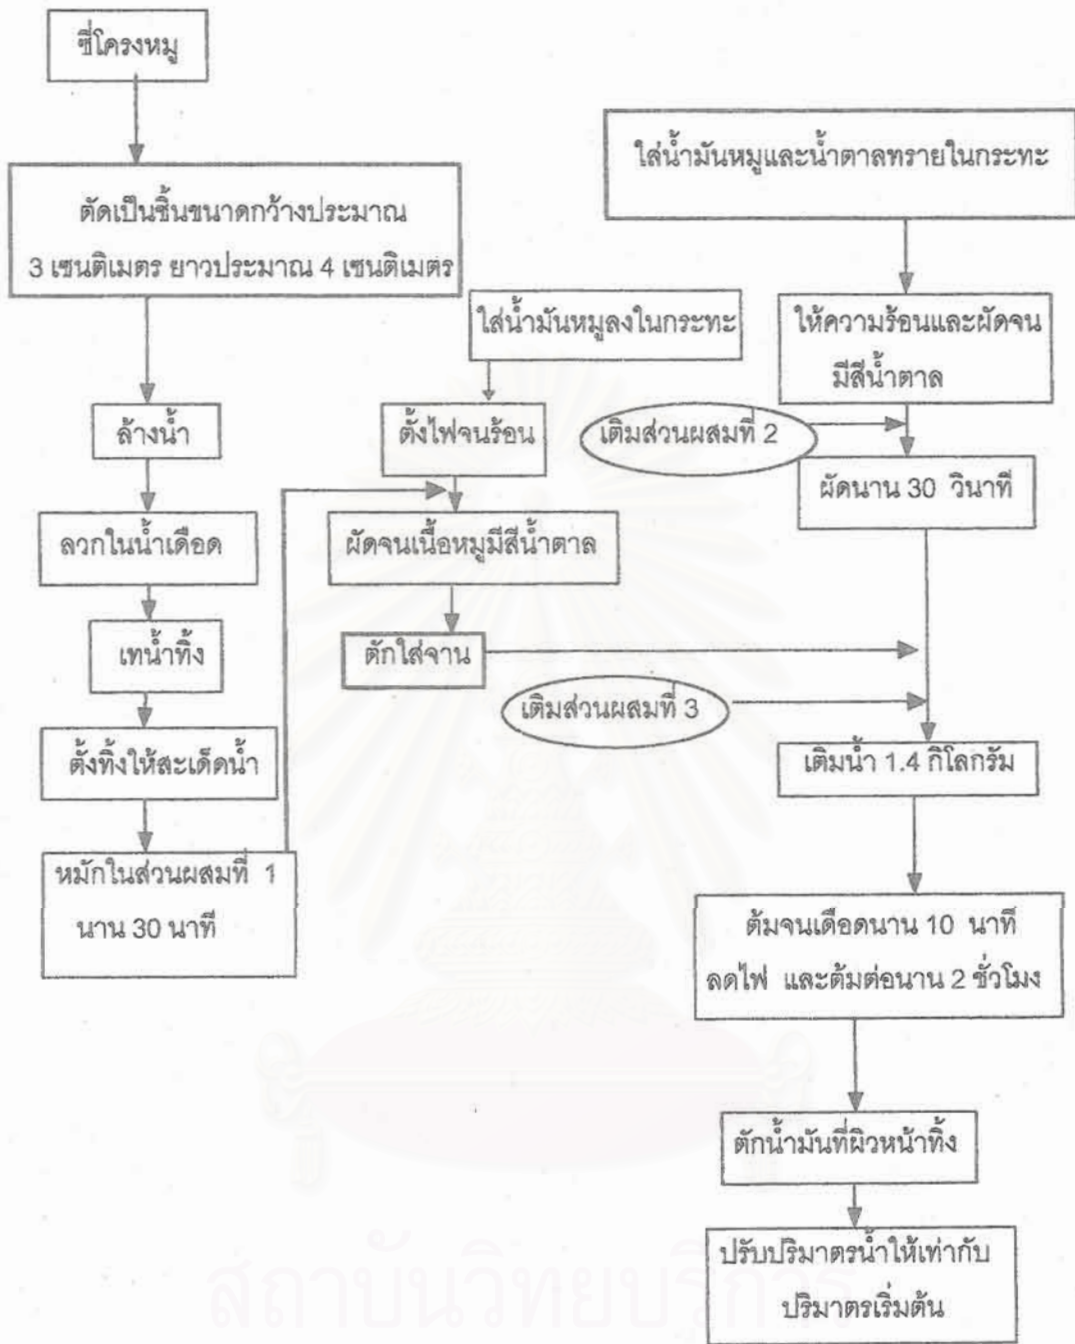 ซี่โครงหมู
ตัดเป็นชิ้นขนาดกว้างประมาณ
3 เซนติเมตร ยาวประมาณ 4 เซนติเมตร
ล้างน้ำ
ลวกในน้ำเดือด
เทน้ำทิ้ง
ตั้งทิ้งให้สะเด็ดน้ำ
หมักในส่วนผสมที่ 1
นาน 30 นาที
ใส่น้ำมันหมูลงในกระทะ
ตั้งไฟจนร้อน
ผัดจนเนื้อหมูมีสีน้ำตาล
ตักใส่จาน
ใส่น้ำมันหมูและน้ำตาลทรายในกระทะ
ให้ความร้อนและผัดจน
มีสีน้ำตาล
เติมส่วนผสมที่ 2
ผัดนาน 30 วินาที
เติมส่วนผสมที่ 3
เติมน้ำ 1.4 กิโลกรัม
ต้มจนเดือดนาน 10 นาที
ลดไฟ และต้มต่อนาน 2 ชั่วโมง
ตักน้ำมันที่ผิวหน้าทิ้ง
ปรับปริมาตรน้ำให้เท่ากับ
ปริมาตรเริ่มต้น
สถาบันวิทยบริการ